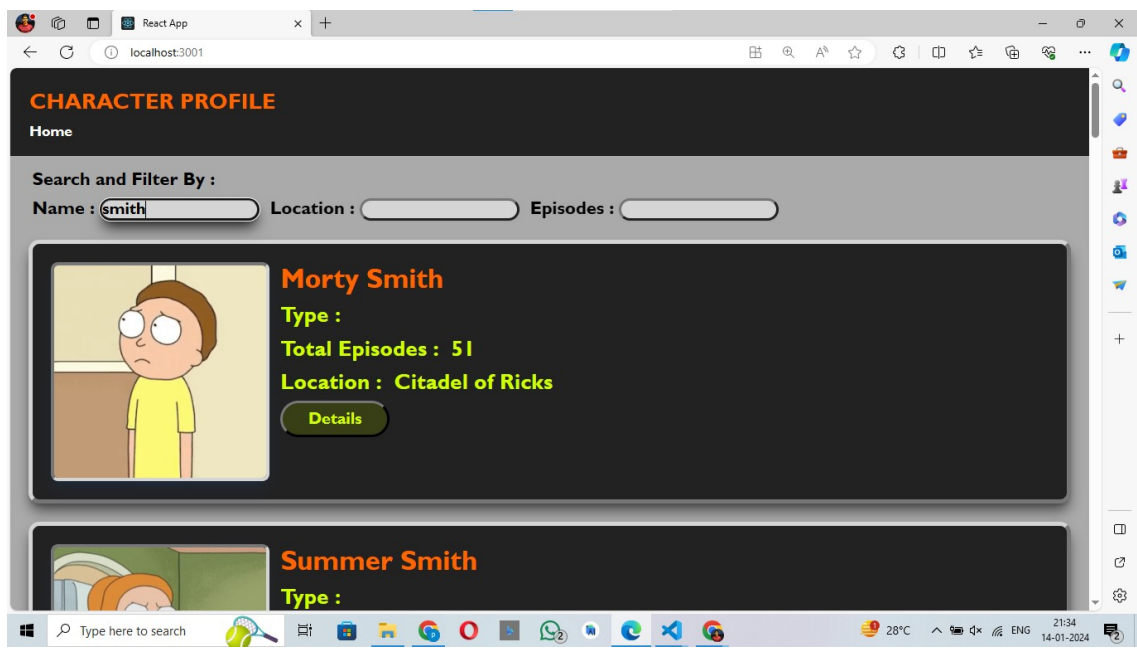 React App
localhost:3001
CHARACTER PROFILE
Home
Search and Filter By :
Name : smith Location : Episodes :
Morty Smith
Type :
Total Episodes : 51
Location : Citadel of Ricks
Details
Summer Smith
Type :
Type here to search
28°C ENG 21:34
14-01-2024